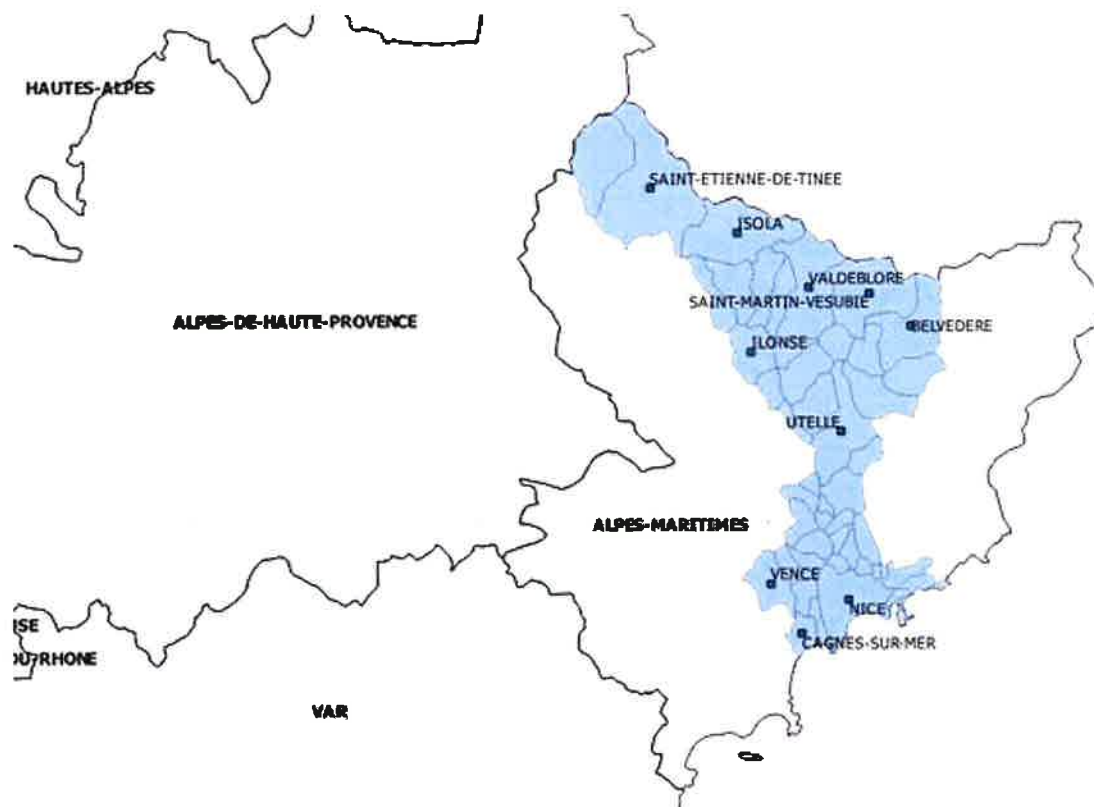 HAUTES-ALPES
SAINT-ETIENNE-DE-TINEE
ISOLA
VALDEBLORE
SAINT-MARTIN-VESUBIE
ALPES-DE-HAUTE-PROVENCE
BELVEDERE
ILONSE
UTELLE
ALPES-MARITIMES
VENCE
NICE
CAGNES-SUR-MER
RHONE
VAR